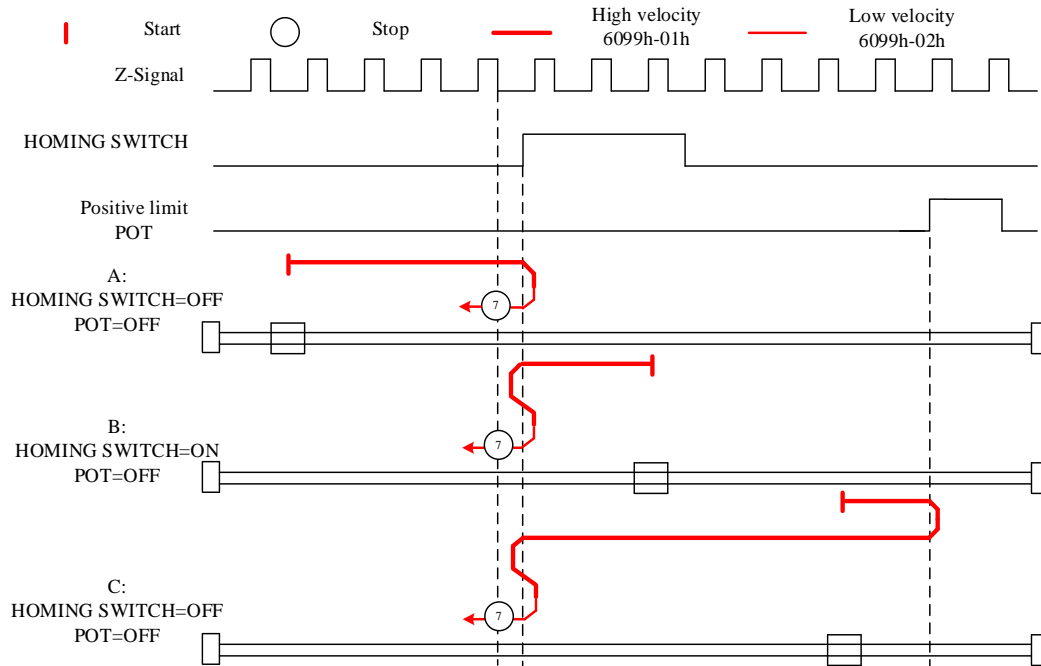 Start
Stop
High velocity
6099h-01h
Low velocity
6099h-02h
Z-Signal
HOMING SWITCH
Positive limit
POT
A:
HOMING SWITCH=OFF
POT=OFF
7
B:
HOMING SWITCH=ON
POT=OFF
7
C:
HOMING SWITCH=OFF
POT=OFF
7